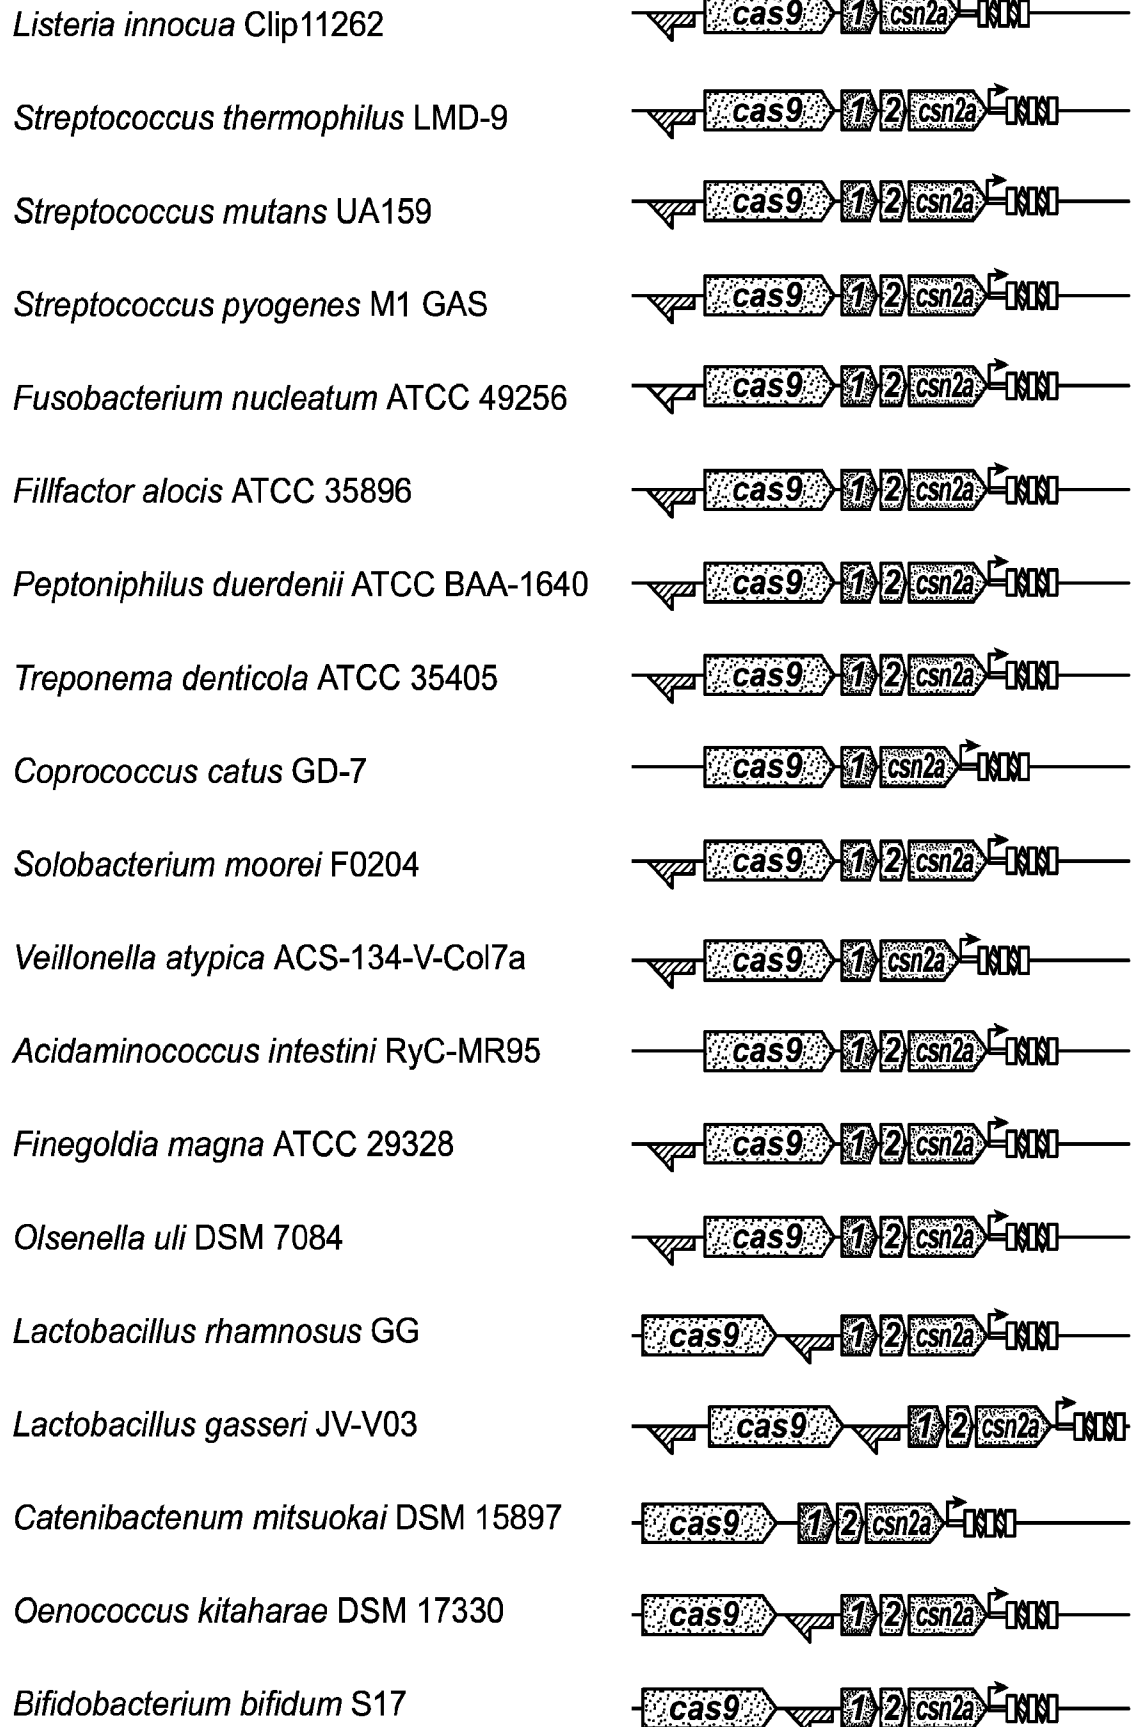 Listeria innocua Clip11262 cas9 1 csn2a
Streptococcus thermophilus LMD-9 cas9 1 2 csn2a
Streptococcus mutans UA159 cas9 1 2 csn2a
Streptococcus pyogenes M1 GAS cas9 1 2 csn2a
Fusobacterium nucleatum ATCC 49256 cas9 1 2 csn2a
Fillfactor alocis ATCC 35896 cas9 1 2 csn2a
Peptoniphilus duerdenii ATCC BAA-1640 cas9 1 2 csn2a
Treponema denticola ATCC 35405 cas9 1 2 csn2a
Coprococcus catus GD-7 cas9 1 csn2a
Solobacterium moorei F0204 cas9 1 2 csn2a
Veillonella atypica ACS-134-V-Col7a cas9 1 csn2a
Acidaminococcus intestini RyC-MR95 cas9 1 2 csn2a
Finegoldia magna ATCC 29328 cas9 1 2 csn2a
Olsenella uli DSM 7084 cas9 1 2 csn2a
Lactobacillus rhamnosus GG cas9 1 2 csn2a
Lactobacillus gasseri JV-V03 cas9 1 2 csn2a
Catenibactenum mitsuokai DSM 15897 cas9 1 2 csn2a
Oenococcus kitaharae DSM 17330 cas9 1 2 csn2a
Bifidobacterium bifidum S17 cas9 1 2 csn2a